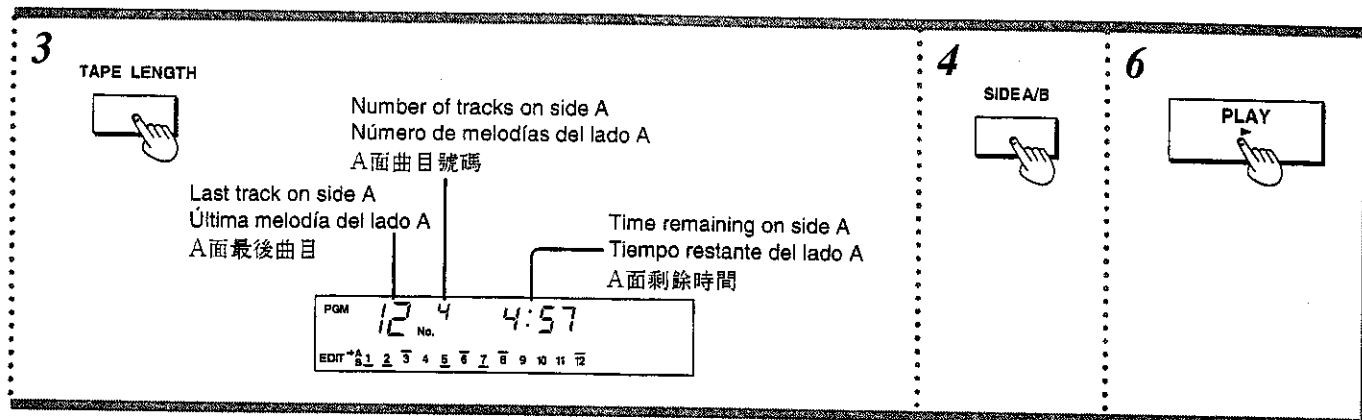 3
TAPE LENGTH
Number of tracks on side A
Número de melodías del lado A
A面曲目號碼
Last track on side A
Última melodía del lado A
A面最後曲目
Time remaining on side A
Tiempo restante del lado A
A面剩餘時間
PGM 12 No. 4 4:57
EDIT A B 1 2 3 4 5 6 7 8 9 10 11 12
4
SIDE A/B
6
PLAY